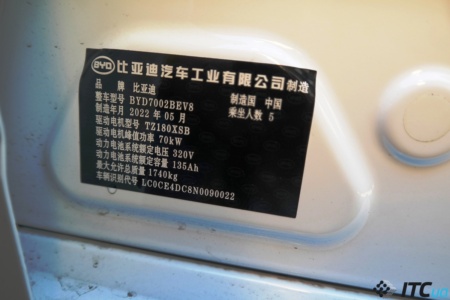 BYD 比亚迪汽车工业有限公司 制造
品 牌 比亚迪
整车型号 BYD7002BEV8 制造国 中国
制造年月 2022 年 05 月 乘坐人数 5
驱动电机型号 TZ180XSB
驱动电机峰值功率 70kW
动力电池系统额定电压 320V
动力电池系统额定容量 135Ah
最大允许总质量 1740kg
车辆识别代号 LC0CE4DC8N0090022
ITC